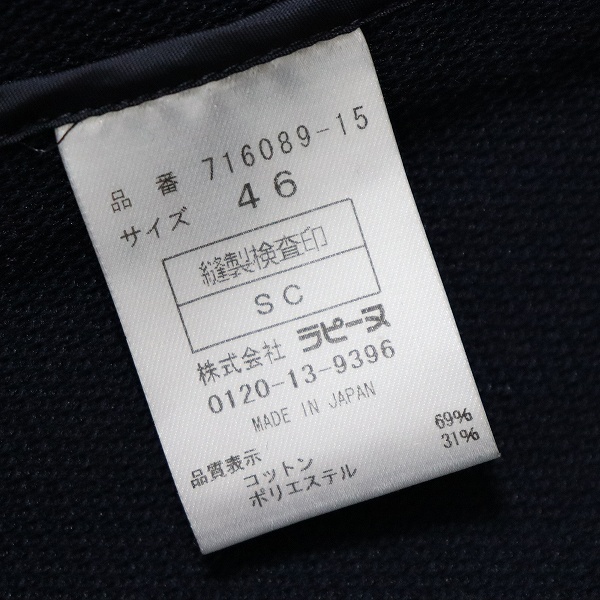 品番 716089-15
サイズ 46
縫製検査印
SC
株式会社 ラピーヌ
0120-13-9396
MADE IN JAPAN
品質表示
コットン 69%
ポリエステル 31%